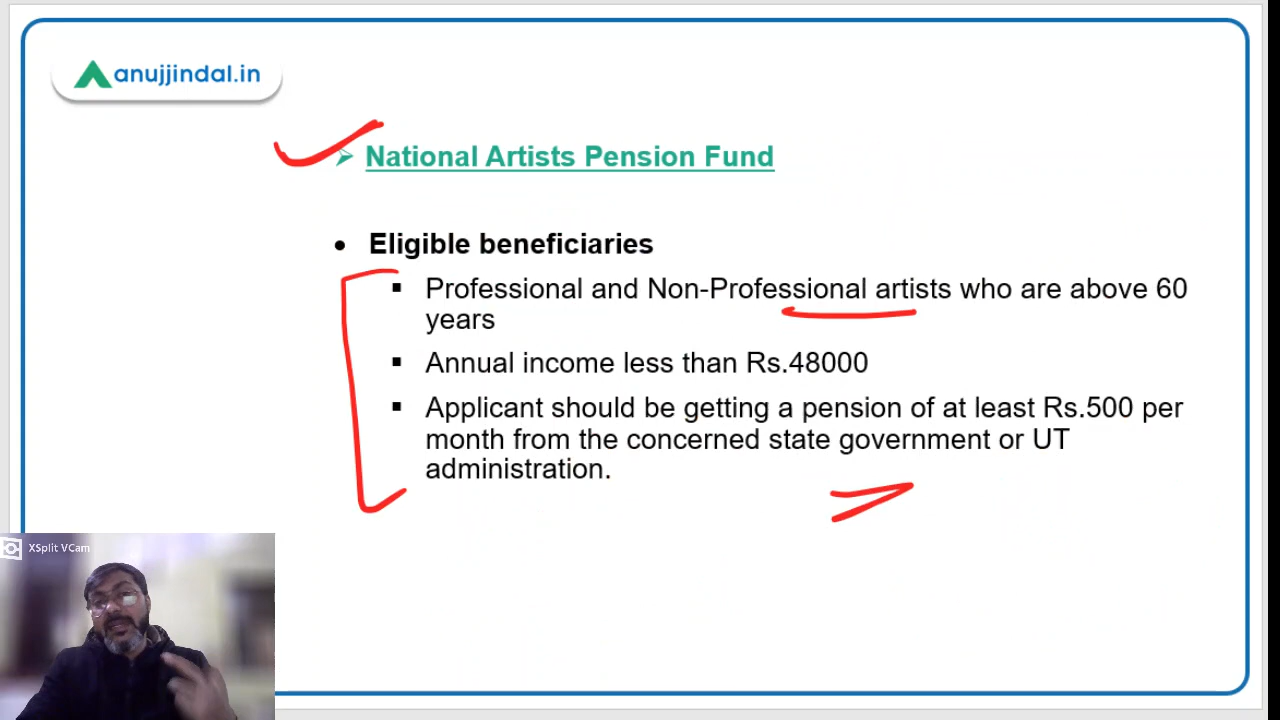 anujjindal.in
National Artists Pension Fund
Eligible beneficiaries
Professional and Non-Professional artists who are above 60
years
Annual income less than Rs.48000
Applicant should be getting a pension of at least Rs.500 per
month from the concerned state government or UT
administration.
XSplit VCam